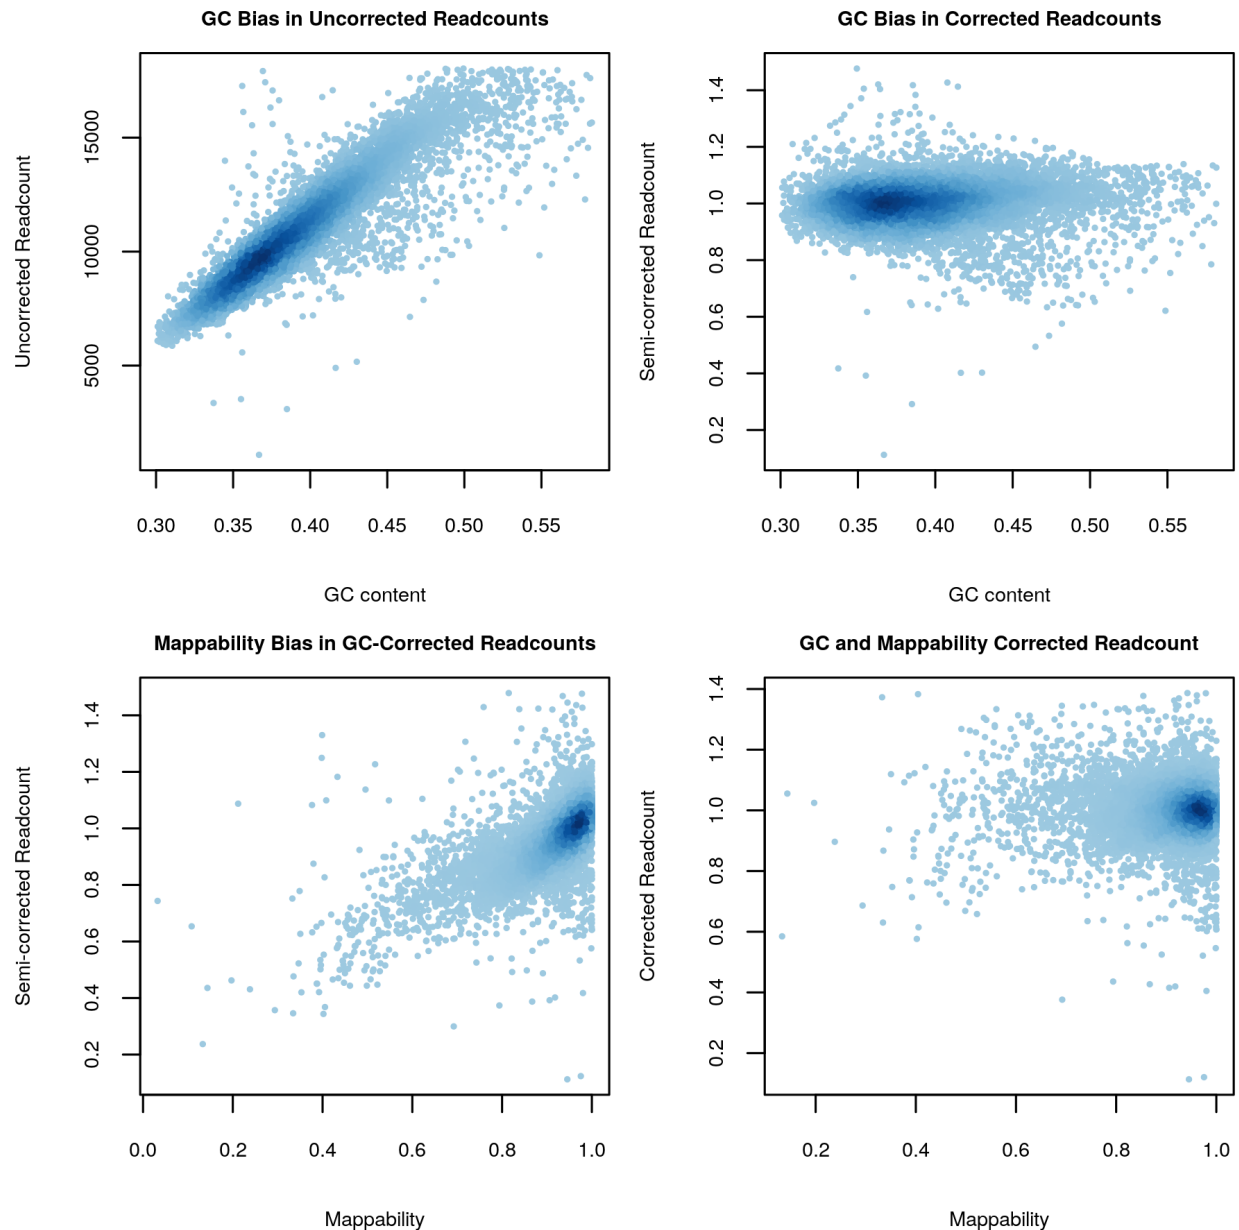 GC Bias in Uncorrected Readcounts
Uncorrected Readcount
15000
10000
5000
0.30 0.35 0.40 0.45 0.50 0.55
GC content
GC Bias in Corrected Readcounts
Semi-corrected Readcount
1.4
1.2
1.0
0.8
0.6
0.4
0.2
0.30 0.35 0.40 0.45 0.50 0.55
GC content
Mappability Bias in GC-Corrected Readcounts
Semi-corrected Readcount
1.4
1.2
1.0
0.8
0.6
0.4
0.2
0.0 0.2 0.4 0.6 0.8 1.0
Mappability
GC and Mappability Corrected Readcount
Corrected Readcount
1.4
1.2
1.0
0.8
0.6
0.4
0.2
0.2 0.4 0.6 0.8 1.0
Mappability